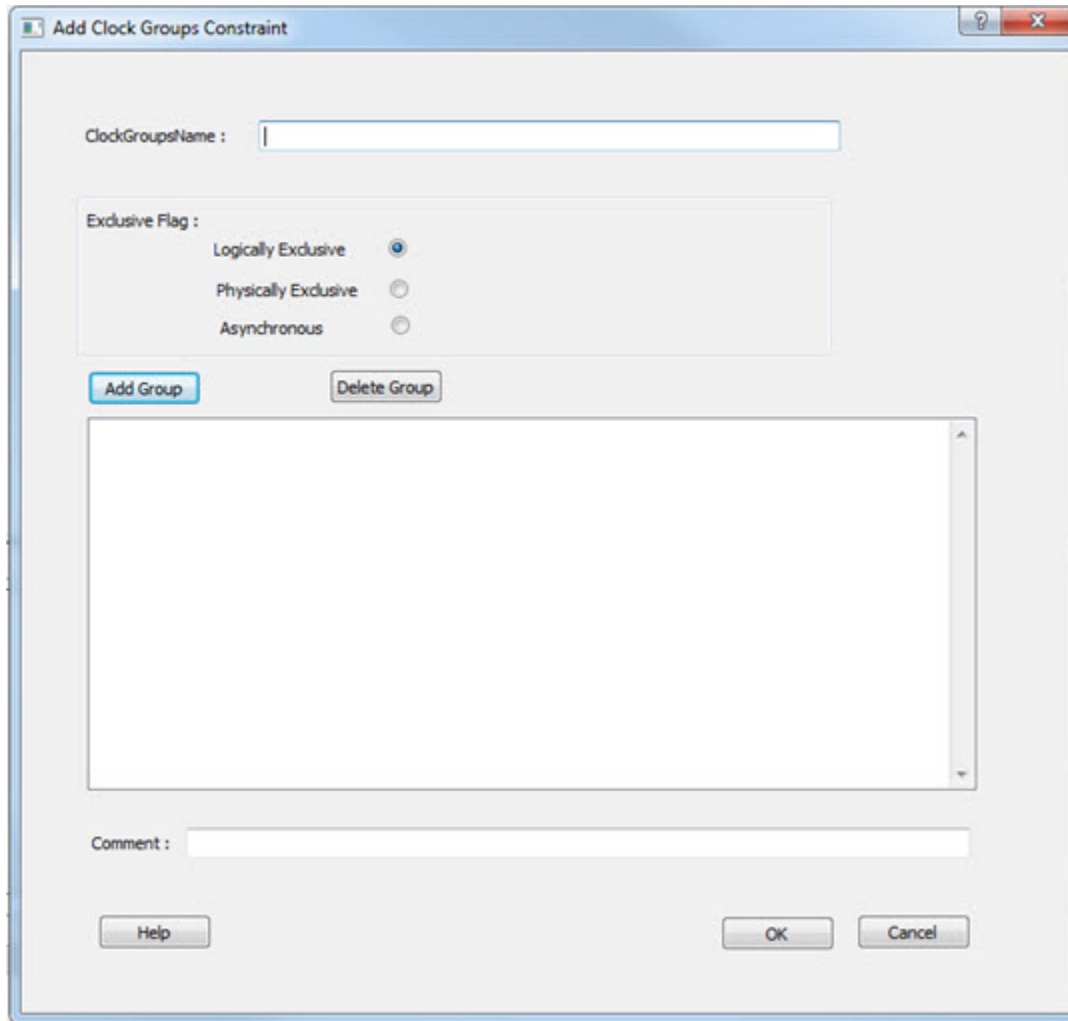 Add Clock Groups Constraint
ClockGroupsName :
Exclusive Flag :
Logically Exclusive
Physically Exclusive
Asynchronous
Add Group Delete Group
Comment :
Help OK Cancel